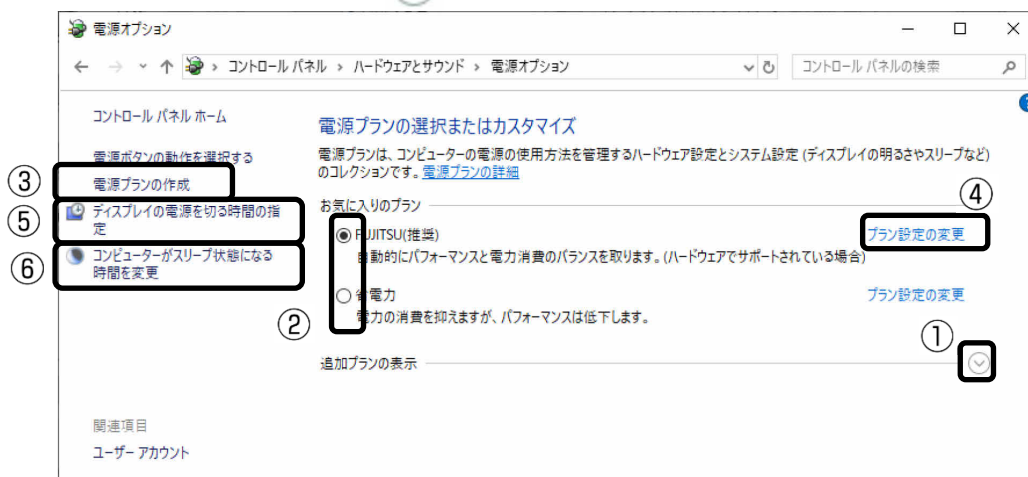 電源オプション
コントロール パネル › ハードウェアとサウンド › 電源オプション
コントロール パネルの検索
コントロール パネル ホーム
電源ボタンの動作を選択する
③
電源プランの作成
⑤
ディスプレイの電源を切る時間の指
定
⑥
コンピューターがスリープ状態になる
時間を変更
関連項目
ユーザー アカウント
電源プランの選択またはカスタマイズ
電源プランは、コンピューターの電源の使用方法を管理するハードウェア設定とシステム設定 (ディスプレイの明るさやスリープなど)
のコレクションです。電源プランの詳細
④
お気に入りのプラン
FUJITSU(推奨) プラン設定の変更
自動的にパフォーマンスと電力消費のバランスを取ります。(ハードウェアでサポートされている場合)
省電力 プラン設定の変更
②
電力の消費を抑えますが、パフォーマンスは低下します。
①
追加プランの表示